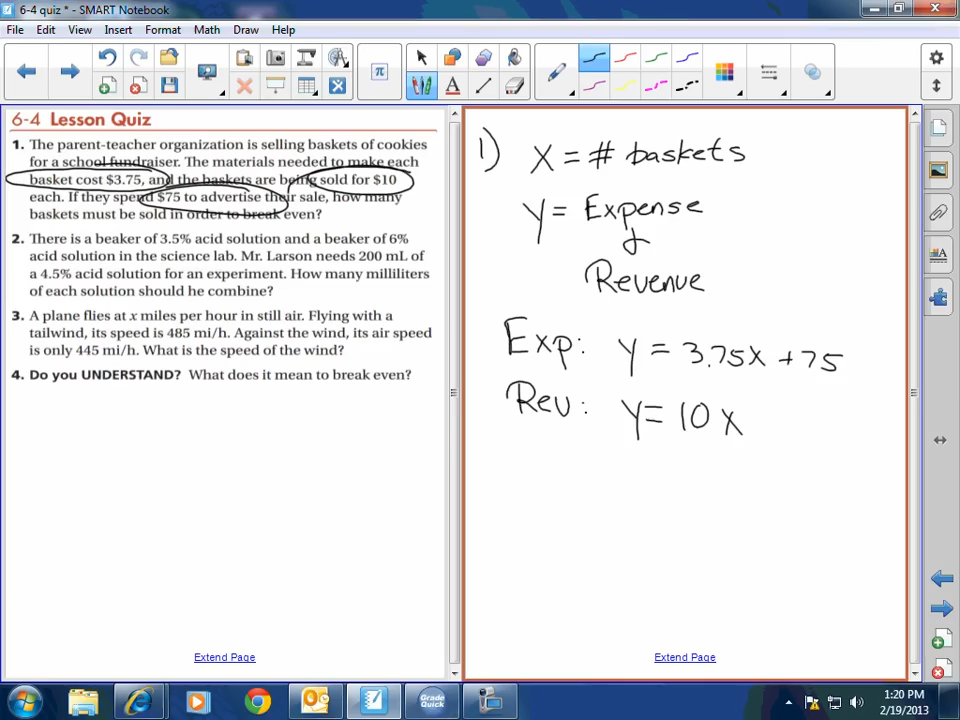 6-4 quiz * - SMART Notebook
File Edit View Insert Format Math Draw Help
6-4 Lesson Quiz
1. The parent-teacher organization is selling baskets of cookies
for a school fundraiser. The materials needed to make each
basket cost $3.75, and the baskets are being sold for $10
each. If they spend $75 to advertise their sale, how many
baskets must be sold in order to break even?
2. There is a beaker of 3.5% acid solution and a beaker of 6%
acid solution in the science lab. Mr. Larson needs 200 mL of
a 4.5% acid solution for an experiment. How many milliliters
of each solution should he combine?
3. A plane flies at x miles per hour in still air. Flying with a
tailwind, its speed is 485 mi/h. Against the wind, its air speed
is only 445 mi/h. What is the speed of the wind?
4. Do you UNDERSTAND? What does it mean to break even?
Extend Page
1) x = # baskets
y = Expense
&
Revenue
Exp: y = 3.75x + 75
Rev: y = 10x
Extend Page
Grade Quick
1:20 PM
2/19/2013